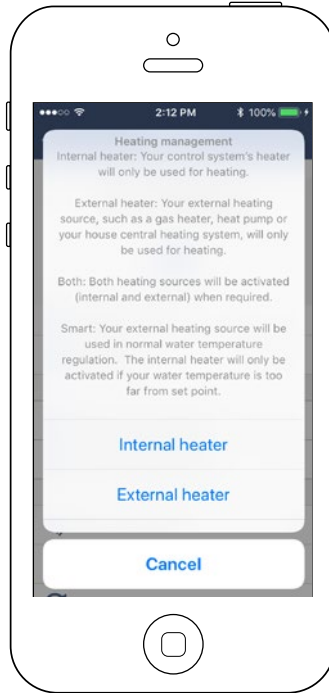 2:12 PM
100%
Heating management
Internal heater: Your control system's heater
will only be used for heating.
External heater: Your external heating
source, such as a gas heater, heat pump or
your house central heating system, will only
be used for heating.
Both: Both heating sources will be activated
(internal and external) when required.
Smart: Your external heating source will be
used in normal water temperature
regulation. The internal heater will only be
activated if your water temperature is too
far from set point.
Internal heater
External heater
Cancel